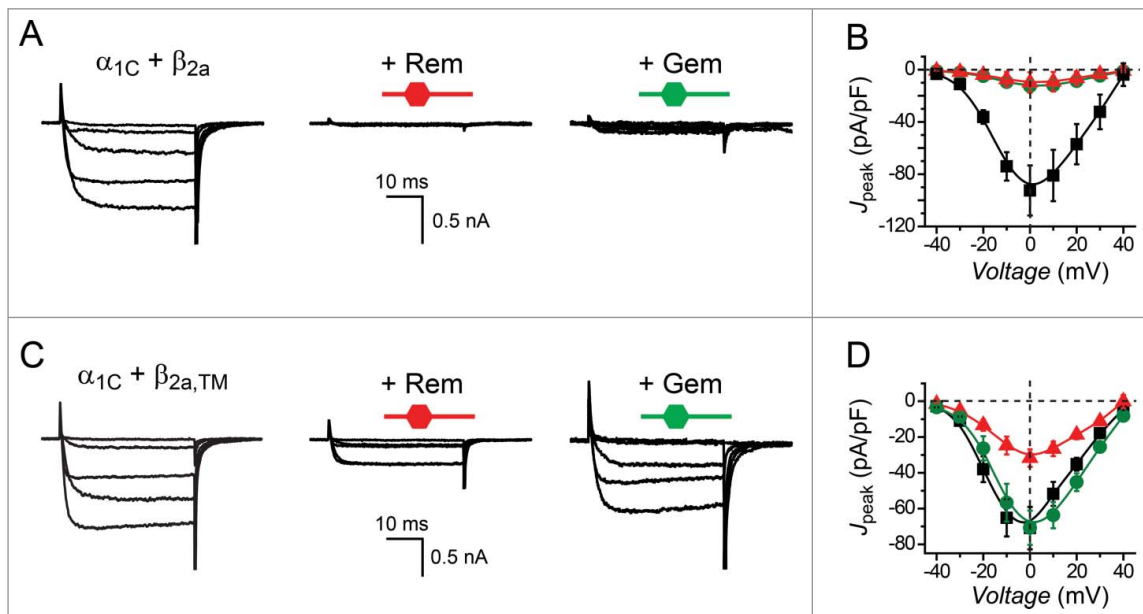 A
α1C + β2a
+ Rem
+ Gem
10 ms
0.5 nA
B
0
-40
-80
-120
Jpeak (pA/pF)
-40 -20 0 20 40
Voltage (mV)
C
α1C + β2a,TM
+ Rem
+ Gem
10 ms
0.5 nA
D
0
-20
-40
-60
-80
Jpeak (pA/pF)
-40 -20 0 20 40
Voltage (mV)